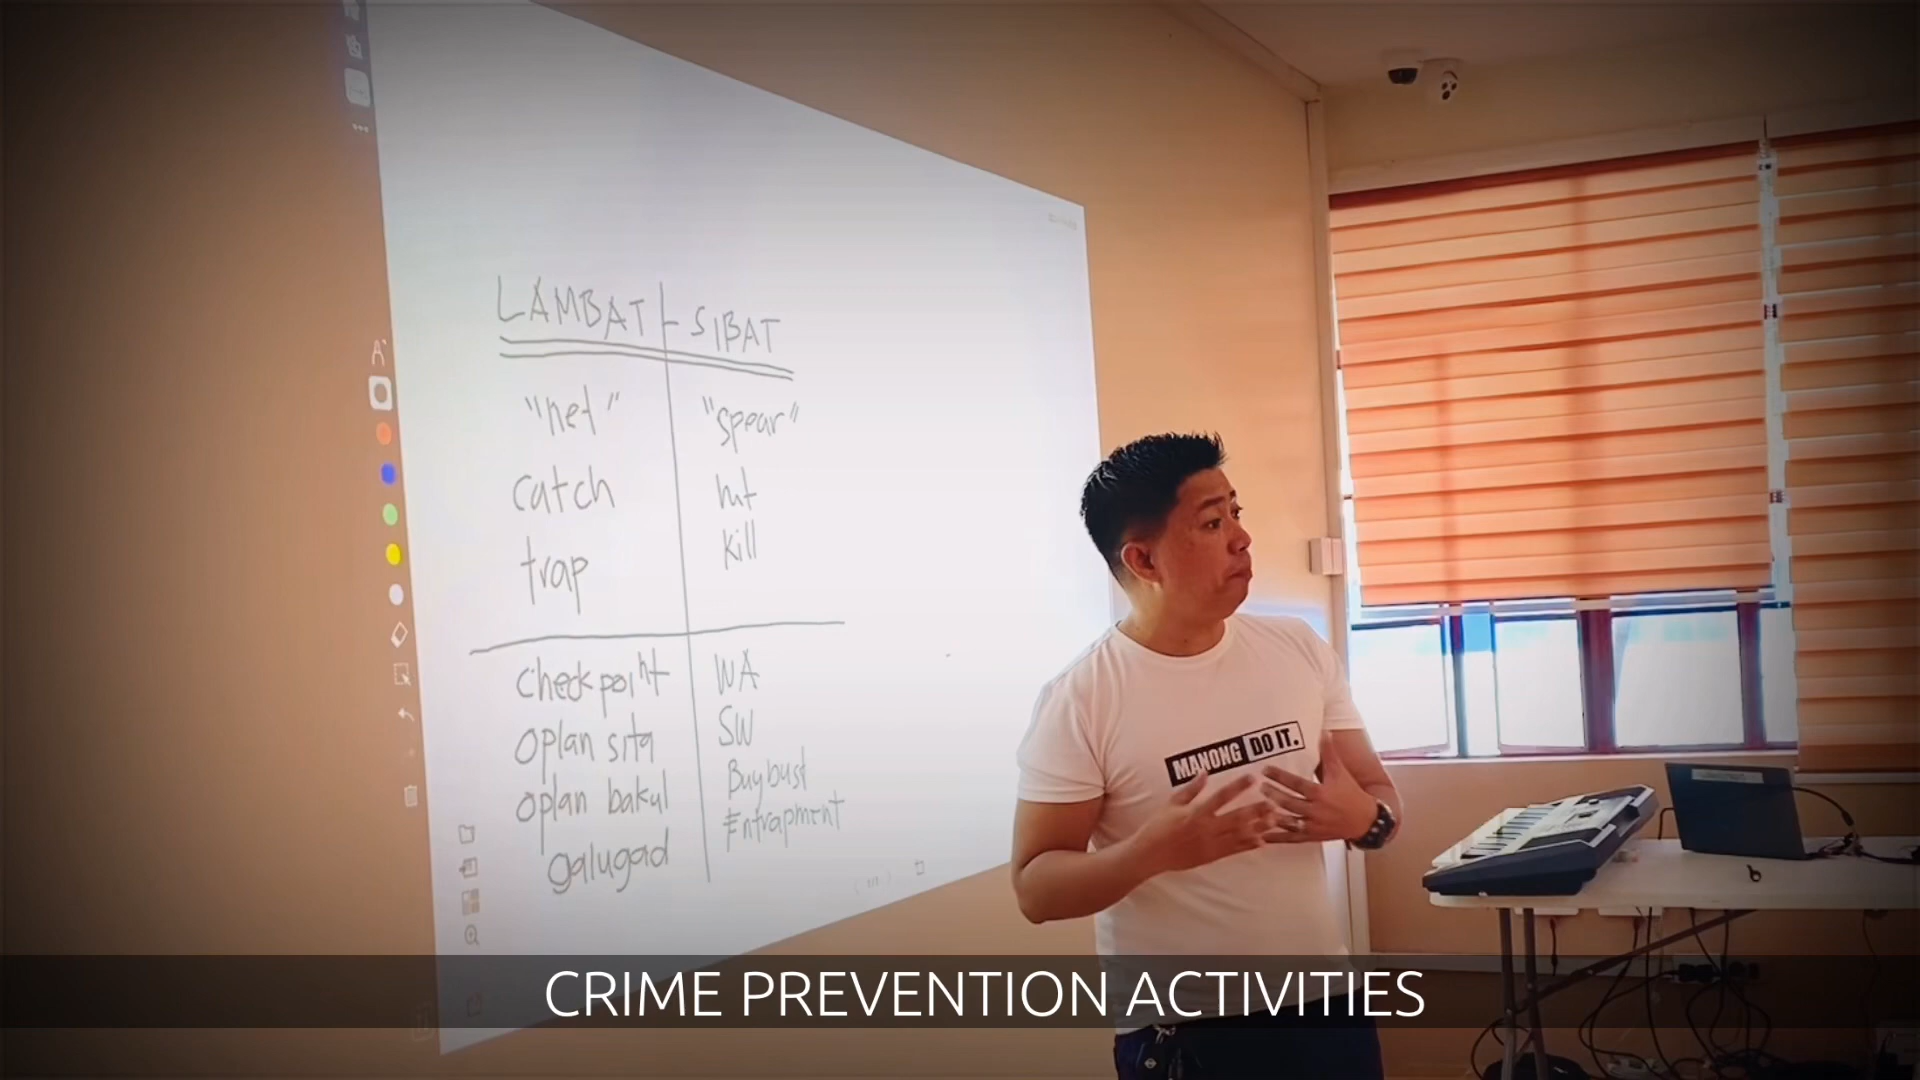 LAMBAT - SIBAT
"net" "spear"
catch hit
trap kill
Checkpoint WA
oplan sita SW
oplan bakal Buybust
galugad Entrapment
MANONG DO IT.
CRIME PREVENTION ACTIVITIES